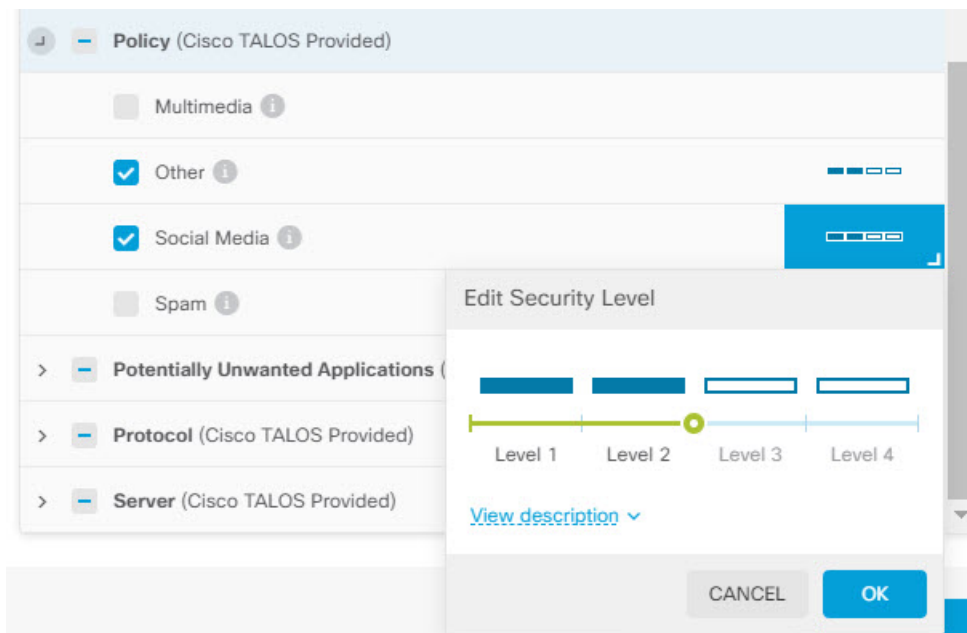 Policy (Cisco TALOS Provided)
Multimedia
Other
Social Media
Spam
Edit Security Level
Potentially Unwanted Applications (
Level 1 Level 2 Level 3 Level 4
Protocol (Cisco TALOS Provided)
Server (Cisco TALOS Provided)
View description
CANCEL OK